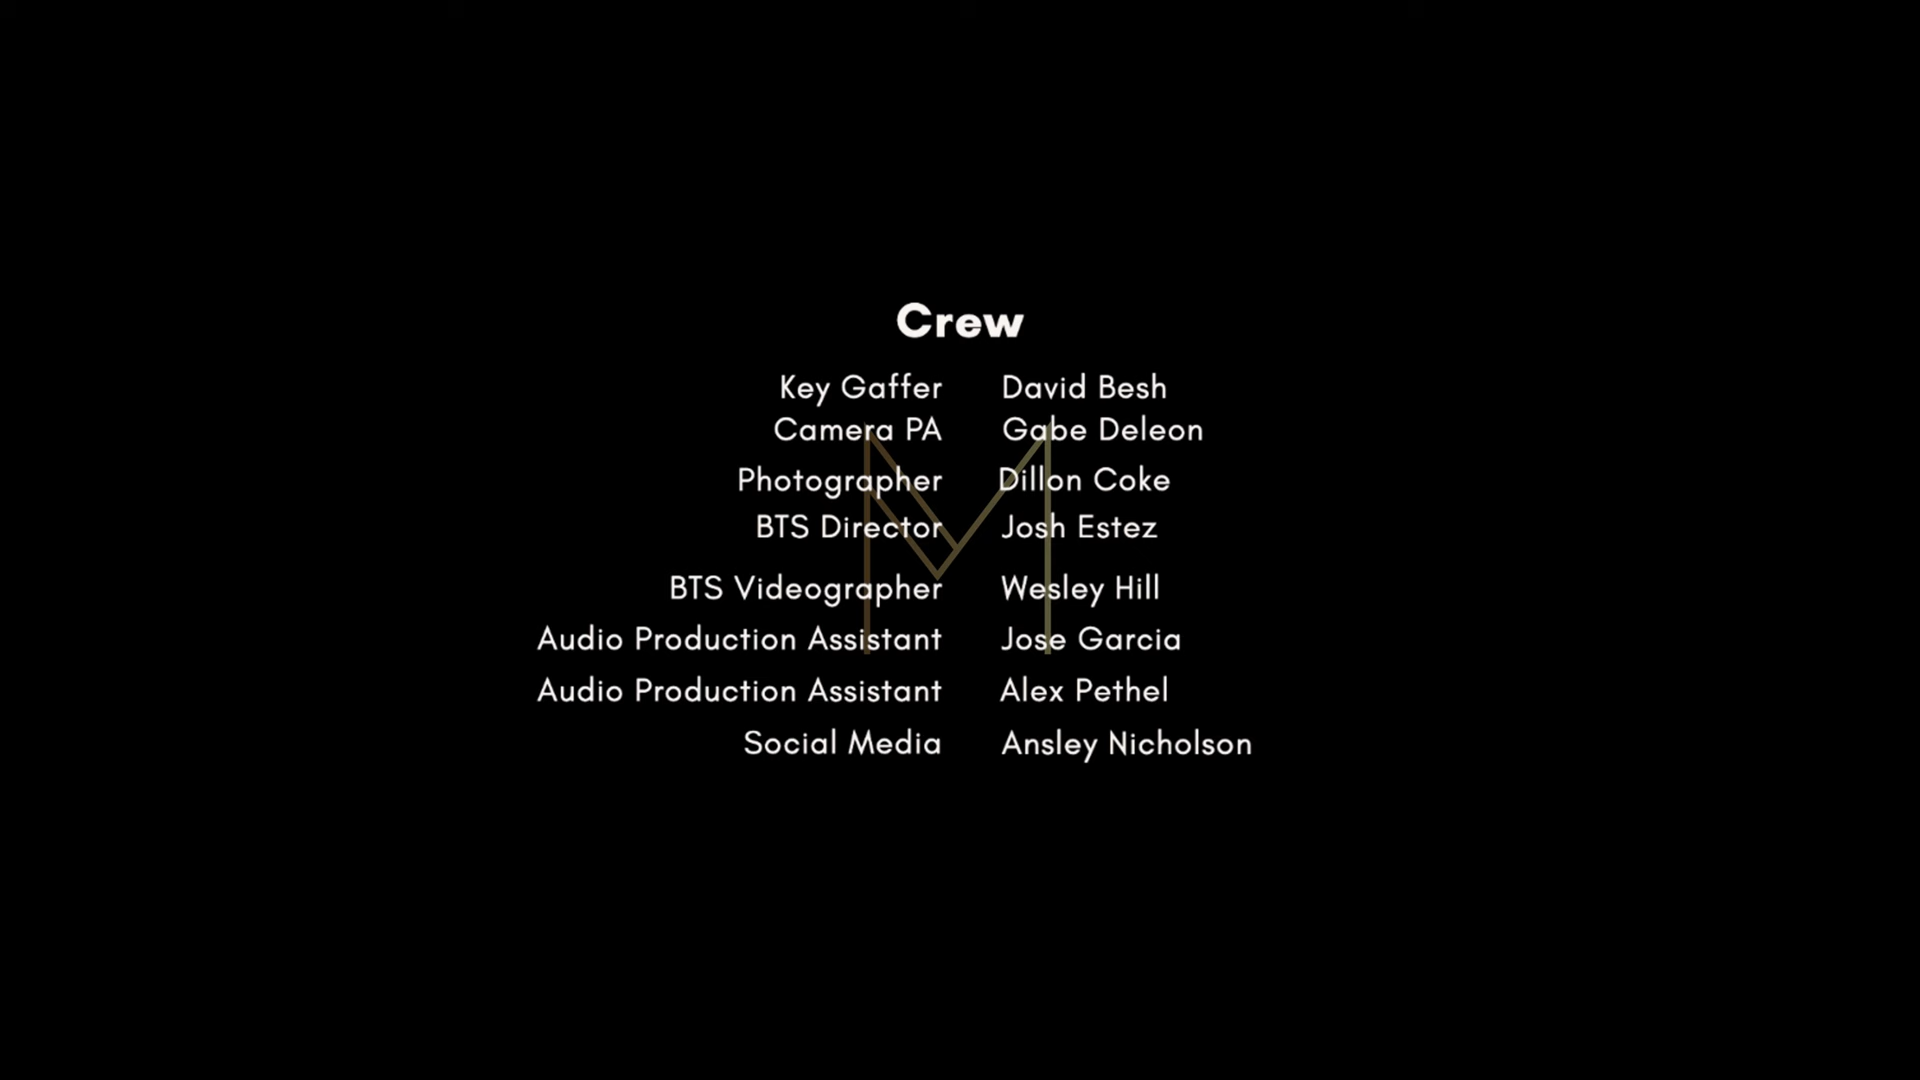 Crew
Key Gaffer David Besh
Camera PA Gabe Deleon
Photographer Dillon Coke
BTS Director Josh Estez
BTS Videographer Wesley Hill
Audio Production Assistant Jose Garcia
Audio Production Assistant Alex Pethel
Social Media Ansley Nicholson